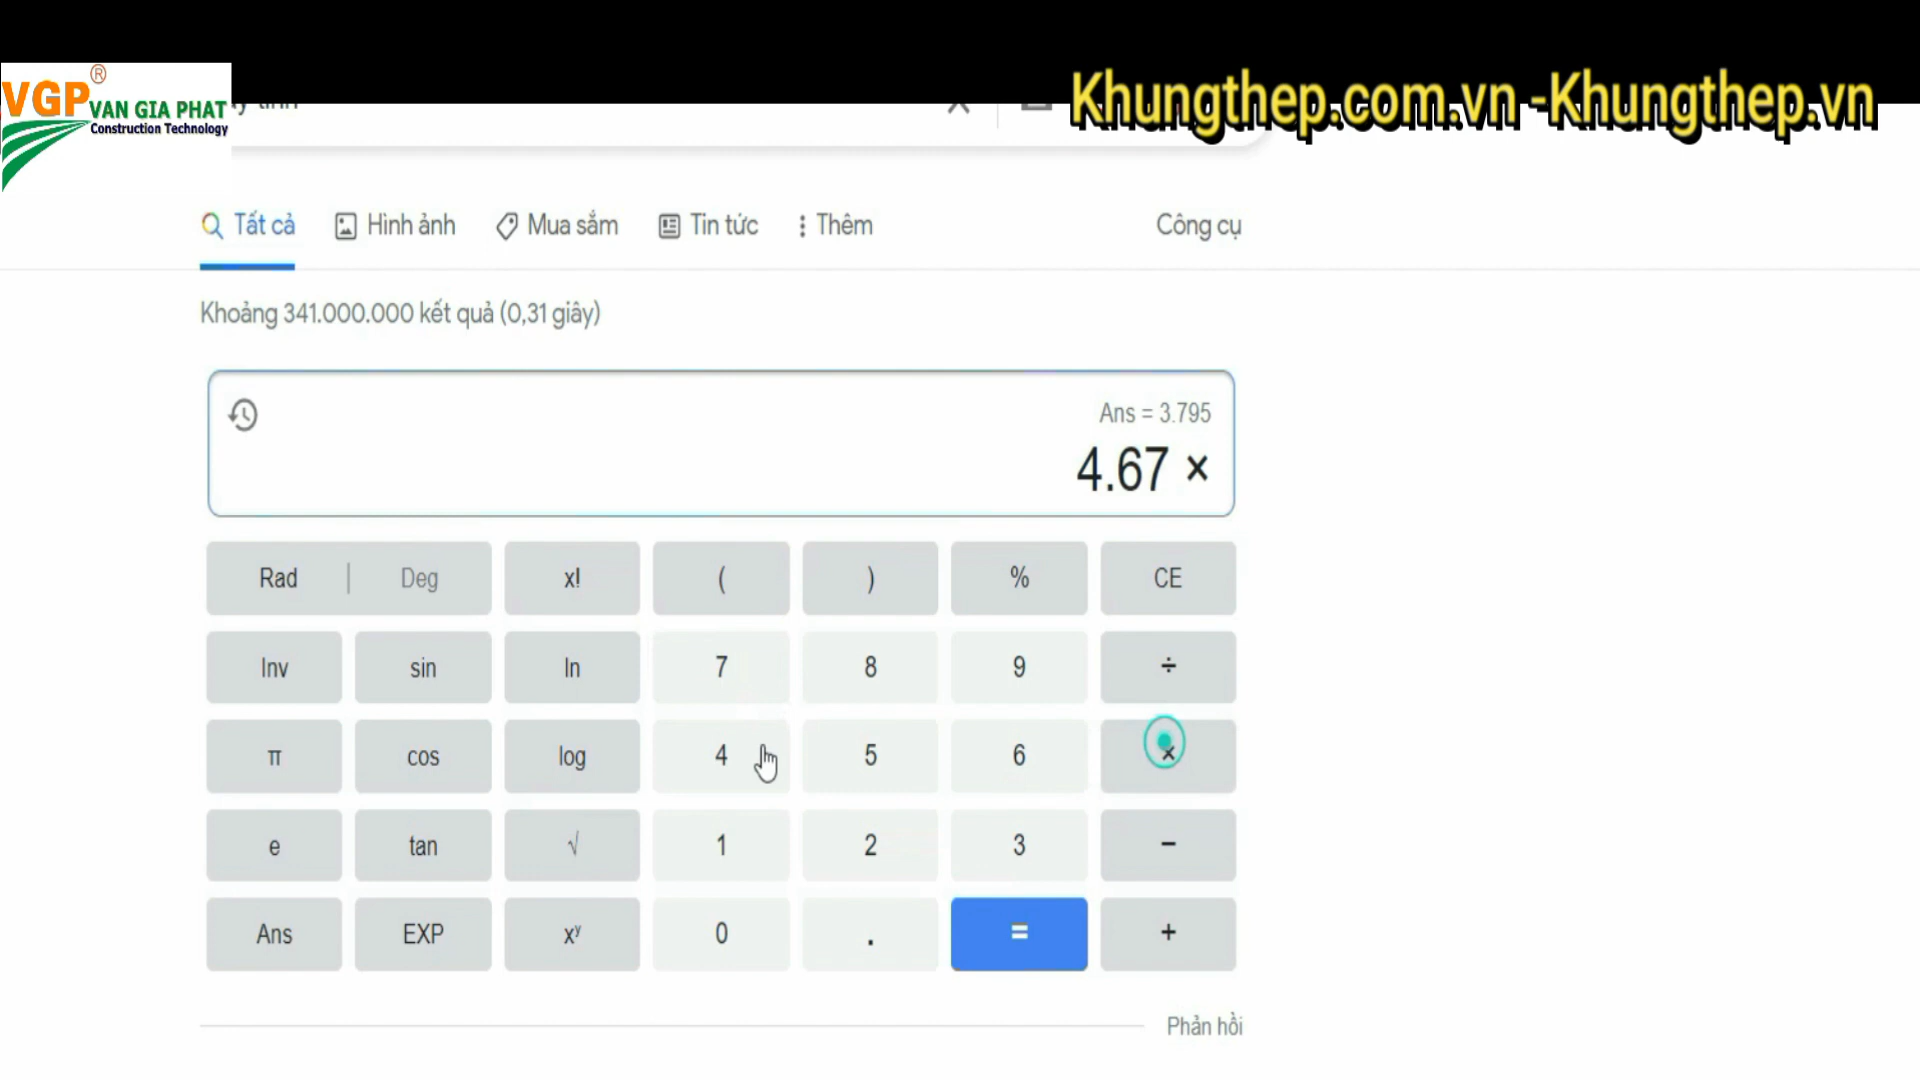 VGP®
VAN GIA PHAT
Construction Technology
Khungthep.com.vn -Khungthep.vn
Tất cả
Hình ảnh
Mua sắm
Tin tức
Thêm
Công cụ
Khoảng 341.000.000 kết quả (0,31 giây)
Ans = 3.795
4.67 ×
Rad | Deg x! ( ) % CE
Inv sin ln 7 8 9 ÷
π cos log 4 5 6 ×
e tan √ 1 2 3 −
Ans EXP xʸ 0 . = +
Phản hồi